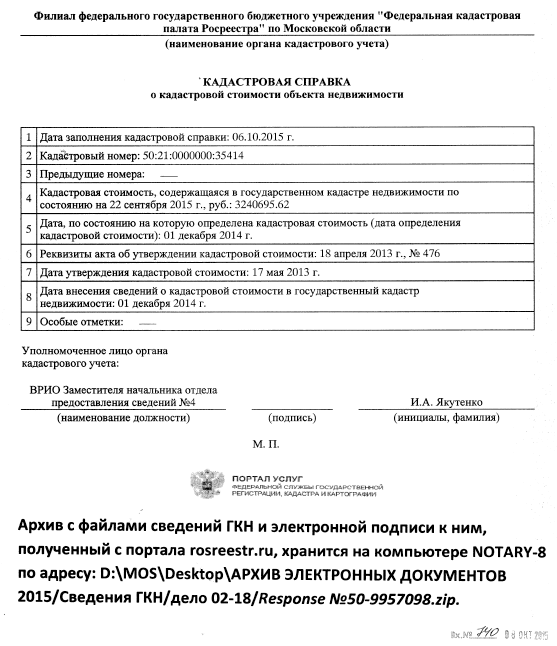 Филиал федерального государственного бюджетного учреждения "Федеральная кадастровая
палата Росреестра" по Московской области
(наименование органа кадастрового учета)
КАДАСТРОВАЯ СПРАВКА
о кадастровой стоимости объекта недвижимости
1 Дата заполнения кадастровой справки: 06.10.2015 г.
2 Кадастровый номер: 50:21:0000000:35414
3 Предыдущие номера: —
4 Кадастровая стоимость, содержащаяся в государственном кадастре недвижимости по
состоянию на 22 сентября 2015 г., руб.: 3240695.62
5 Дата, по состоянию на которую определена кадастровая стоимость (дата определения
кадастровой стоимости): 01 декабря 2014 г.
6 Реквизиты акта об утверждении кадастровой стоимости: 18 апреля 2013 г., № 476
7 Дата утверждения кадастровой стоимости: 17 мая 2013 г.
8 Дата внесения сведений о кадастровой стоимости в государственный кадастр
недвижимости: 01 декабря 2014 г.
9 Особые отметки: —
Уполномоченное лицо органа
кадастрового учета:
ВРИО Заместителя начальника отдела
предоставления сведений №4
И.А. Якутенко
(наименование должности) (подпись) (инициалы, фамилия)
М. П.
ПОРТАЛ УСЛУГ
ФЕДЕРАЛЬНОЙ СЛУЖБЫ ГОСУДАРСТВЕННОЙ
РЕГИСТРАЦИИ, КАДАСТРА И КАРТОГРАФИИ
Архив с файлами сведений ГКН и электронной подписи к ним,
полученный с портала rosreestr.ru, хранится на компьютере NOTARY-8
по адресу: D:\MOS\Desktop\АРХИВ ЭЛЕКТРОННЫХ ДОКУМЕНТОВ
2015/Сведения ГКН/дело 02-18/Response №50-9957098.zip.
Вх.№ 740 08 ОКТ 2015